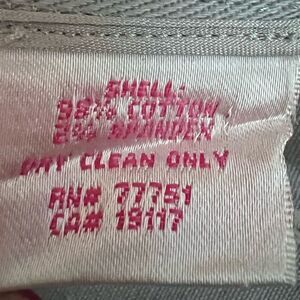 SHELL:
98% COTTON
2% SPANDEX
DRY CLEAN ONLY
RN# 77751
CA# 19117